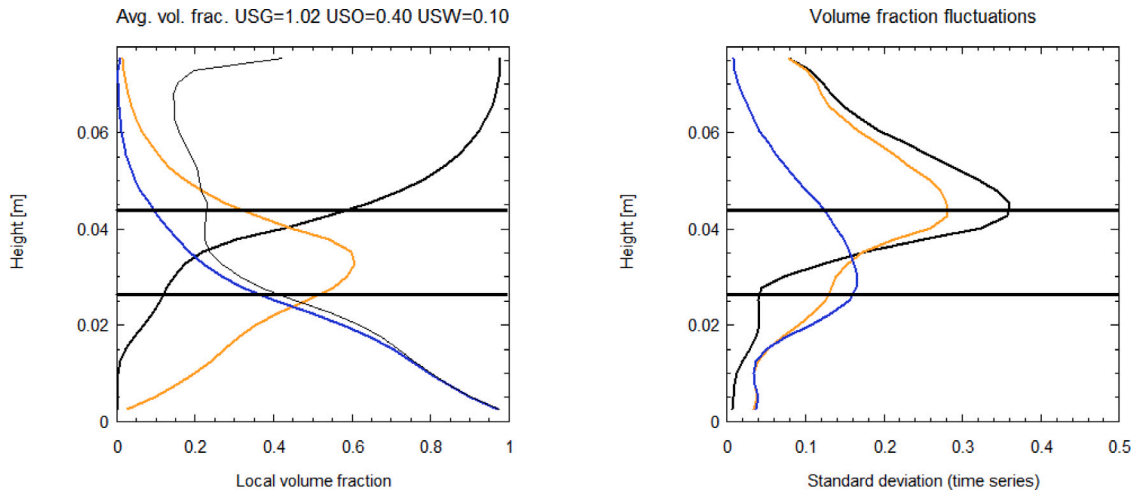 Avg. vol. frac. USG=1.02 USO=0.40 USW=0.10
Height [m]
0.06
0.04
0.02
0
0 0.2 0.4 0.6 0.8 1
Local volume fraction
Volume fraction fluctuations
Height [m]
0.06
0.04
0.02
0
0 0.1 0.2 0.3 0.4 0.5
Standard deviation (time series)